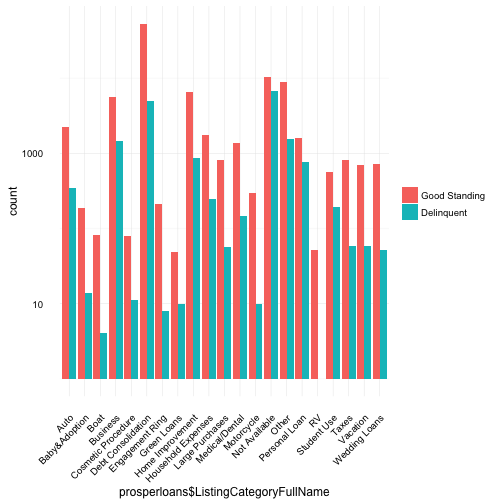 1000
10
count
Good Standing
Delinquent
Auto
Baby&Adoption
Boat
Business
Cosmetic Procedure
Debt Consolidation
Engagement Ring
Green Loans
Home Improvement
Household Expenses
Large Purchases
Medical/Dental
Motorcycle
Not Available
Other
Personal Loan
RV
Student Use
Taxes
Vacation
Wedding Loans
prosperloans$ListingCategoryFullName